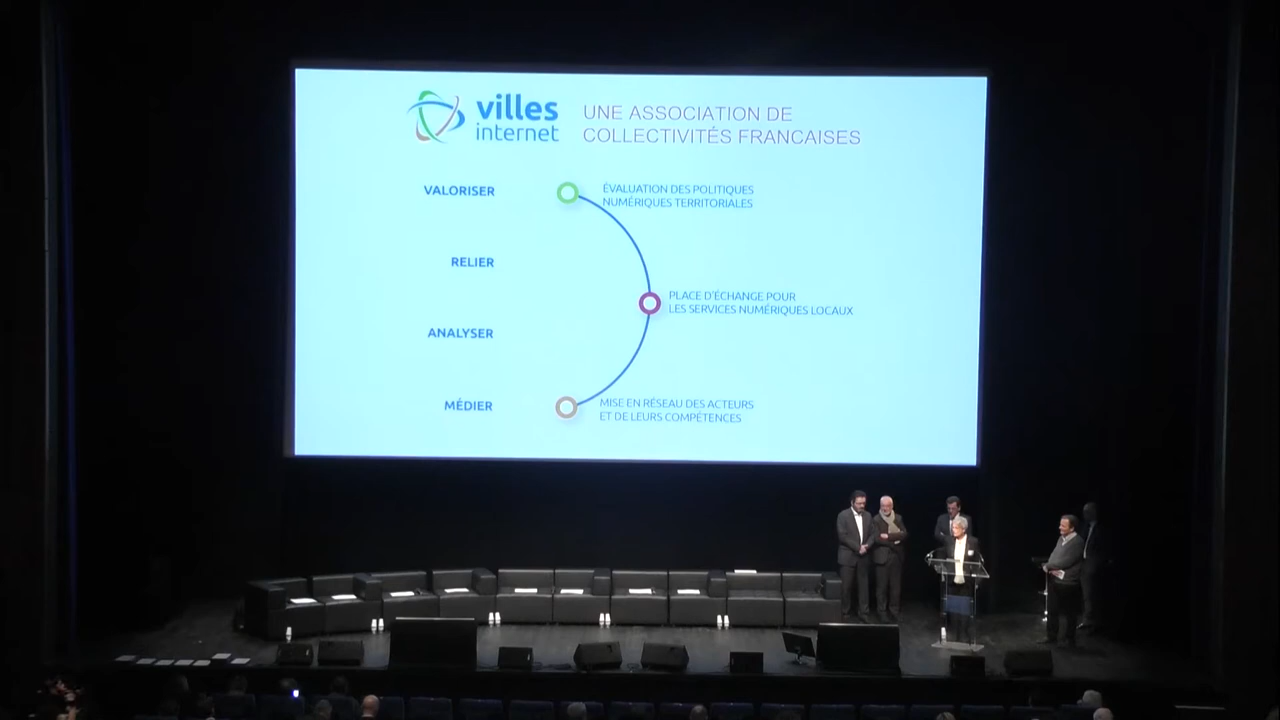 villes
internet
UNE ASSOCIATION DE
COLLECTIVITÉS FRANCAISES
VALORISER
ÉVALUATION DES POLITIQUES
NUMÉRIQUES TERRITORIALES
RELIER
PLACE D'ÉCHANGE POUR
LES SERVICES NUMÉRIQUES LOCAUX
ANALYSER
MÉDIER
MISE EN RÉSEAU DES ACTEURS
ET DE LEURS COMPÉTENCES